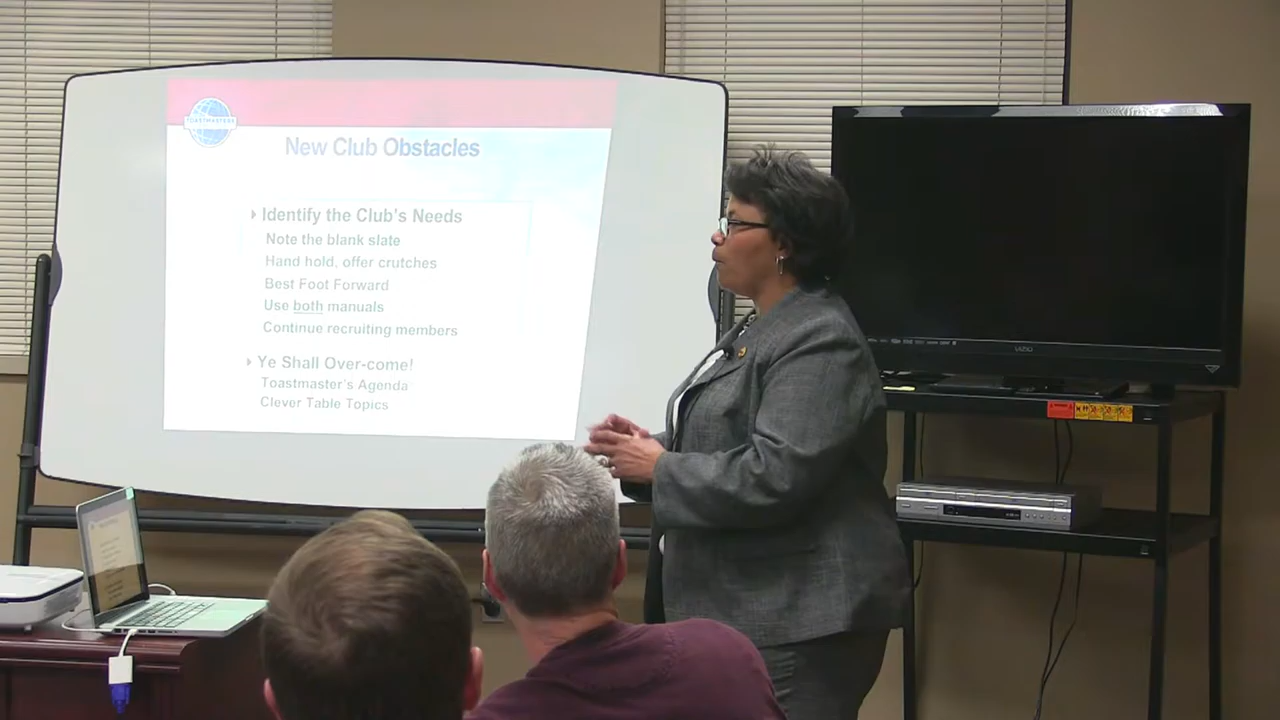 TOASTMASTERS
New Club Obstacles
Identify the Club's Needs
Note the blank slate
Hand hold, offer crutches
Best Foot Forward
Use both manuals
Continue recruiting members
Ye Shall Over-come!
Toastmaster's Agenda
Clever Table Topics
VIZIO